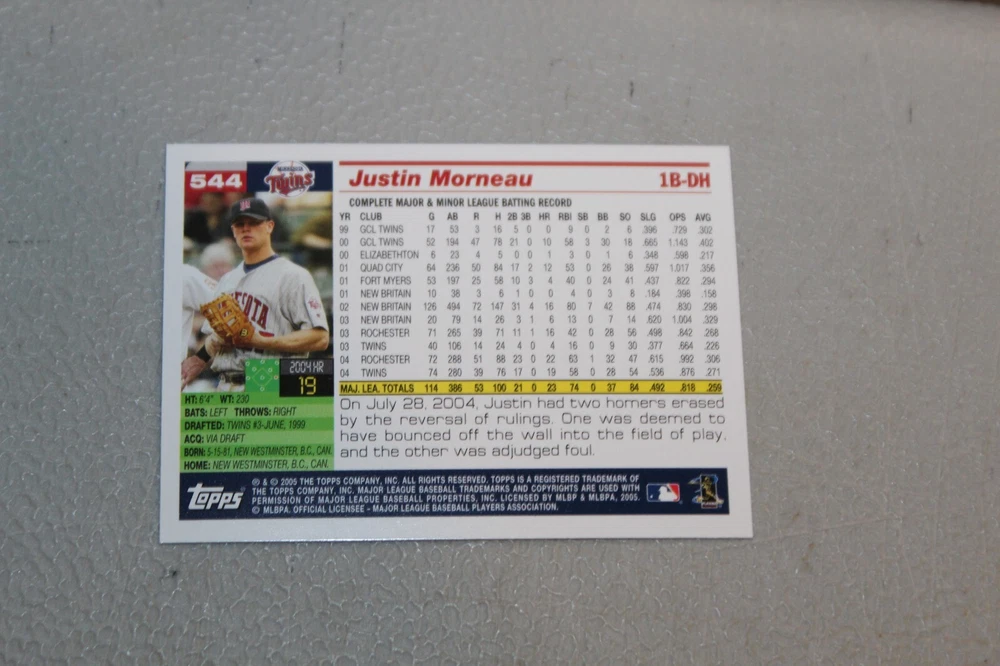 544 Twins Justin Morneau 1B-DH
COMPLETE MAJOR & MINOR LEAGUE BATTING RECORD
YR CLUB G AB R H 2B 3B HR RBI SB BB SO SLG OPS AVG
99 GCL TWINS 17 53 3 16 5 0 0 9 0 2 6 .396 .729 .302
00 GCL TWINS 52 194 47 78 21 0 10 58 3 30 18 .665 1.143 .402
00 ELIZABETHTON 6 23 4 5 0 0 1 3 0 1 6 .348 .598 .217
01 QUAD CITY 64 236 50 84 17 2 12 53 0 26 38 .597 1.017 .356
01 FORT MYERS 53 197 25 58 10 3 4 40 0 24 41 .437 .822 .294
01 NEW BRITAIN 10 38 3 6 1 0 0 4 0 3 8 .184 .398 .158
02 NEW BRITAIN 126 494 72 147 31 4 16 80 7 42 88 .474 .830 .298
03 NEW BRITAIN 20 79 14 26 3 1 6 13 0 7 14 .620 1.004 .329
03 ROCHESTER 71 265 39 71 11 1 16 42 0 28 56 .498 .842 .268
03 TWINS 40 106 14 24 4 0 4 16 0 9 30 .377 .664 .226
04 ROCHESTER 72 288 51 88 23 0 22 63 1 32 47 .615 .992 .306
04 TWINS 74 280 39 76 17 0 19 58 0 28 54 .536 .876 .271
MAJ. LEA. TOTALS 114 386 53 100 21 0 23 74 0 37 84 .492 .818 .259
2004 HR
19
HT: 6'4" WT: 230
BATS: LEFT THROWS: RIGHT
DRAFTED: TWINS #3-JUNE, 1999
ACQ: VIA DRAFT
BORN: 5-15-81, NEW WESTMINSTER, B.C., CAN.
HOME: NEW WESTMINSTER, B.C., CAN.
On July 28, 2004, Justin had two homers erased
by the reversal of rulings. One was deemed to
have bounced off the wall into the field of play,
and the other was adjudged foul.
Topps
® & © 2005 THE TOPPS COMPANY, INC. ALL RIGHTS RESERVED. TOPPS IS A REGISTERED TRADEMARK OF
THE TOPPS COMPANY, INC. MAJOR LEAGUE BASEBALL TRADEMARKS AND COPYRIGHTS ARE USED WITH
PERMISSION OF MAJOR LEAGUE BASEBALL PROPERTIES, INC. LICENSED BY MLBP & MLBPA, 2005.
© MLBPA. OFFICIAL LICENSEE - MAJOR LEAGUE BASEBALL PLAYERS ASSOCIATION.